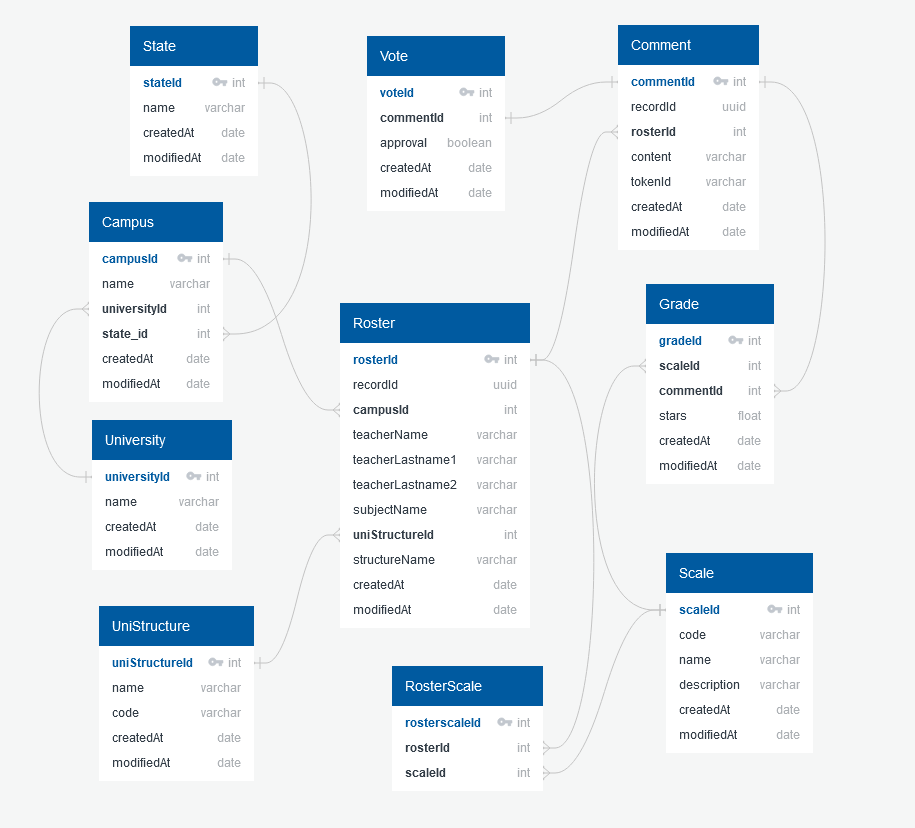 State
stateId int
name varchar
createdAt date
modifiedAt date
Vote
voteId int
commentId int
approval boolean
createdAt date
modifiedAt date
Comment
commentId int
recordId uuid
rosterId int
content varchar
tokenId varchar
createdAt date
modifiedAt date
Campus
campusId int
name varchar
universityId int
state_id int
createdAt date
modifiedAt date
Roster
rosterId int
recordId uuid
campusId int
teacherName varchar
teacherLastname1 varchar
teacherLastname2 varchar
subjectName varchar
uniStructureId int
structureName varchar
createdAt date
modifiedAt date
Grade
gradeId int
scaleId int
commentId int
stars float
createdAt date
modifiedAt date
University
universityId int
name varchar
createdAt date
modifiedAt date
UniStructure
uniStructureId int
name varchar
code varchar
createdAt date
modifiedAt date
RosterScale
rosterscaleId int
rosterId int
scaleId int
Scale
scaleId int
code varchar
name varchar
description varchar
createdAt date
modifiedAt date